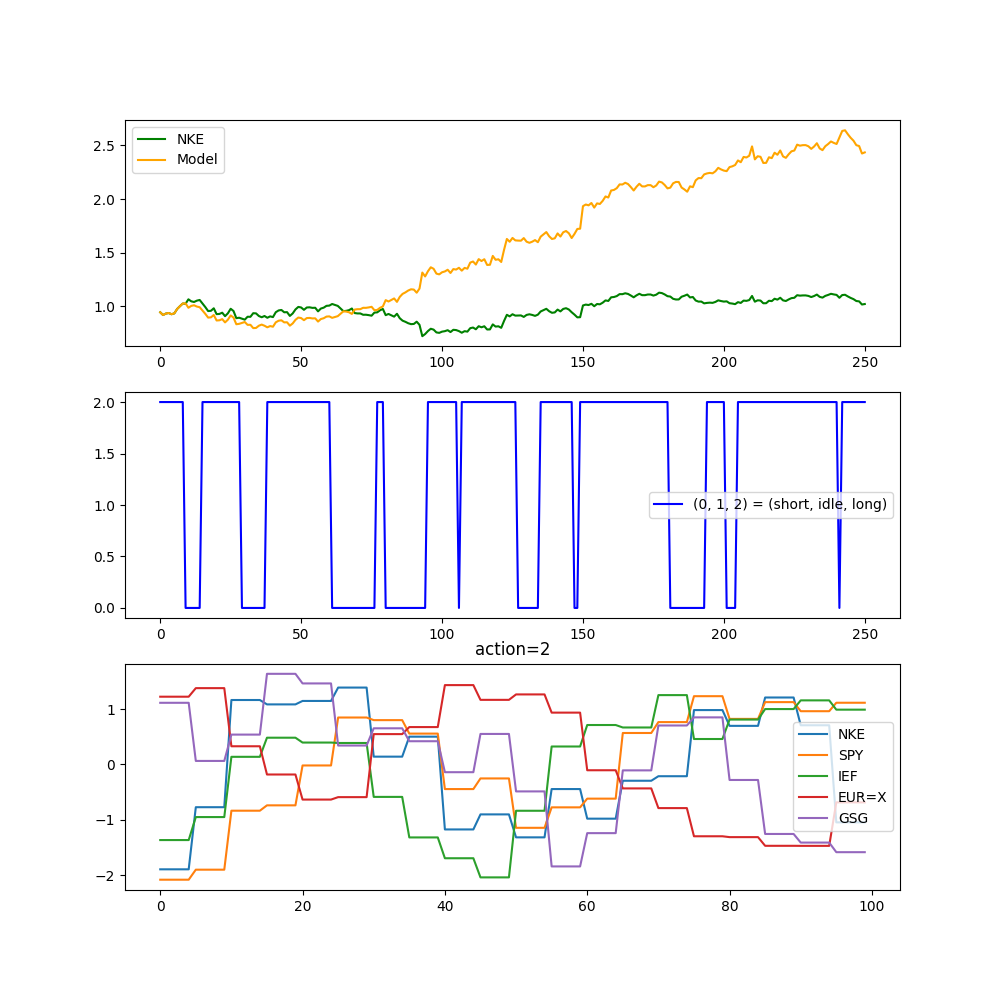 NKE
Model
2.5
2.0
1.5
1.0
0 50 100 150 200 250
2.0
1.5
1.0
0.5
0.0
(0, 1, 2) = (short, idle, long)
0 50 100 150 200 250
action=2
1
0
−1
−2
NKE
SPY
IEF
EUR=X
GSG
0 20 40 60 80 100